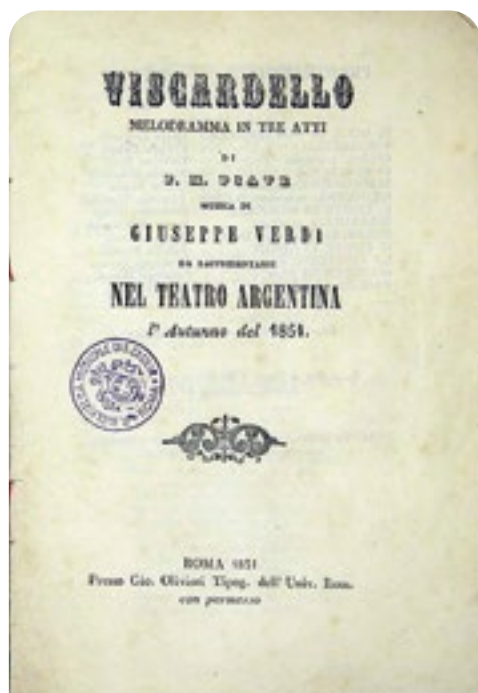 VISCARDELLO
MELODRAMMA IN TRE ATTI
DI
F. M. PIAVE
MUSICA DI
GIUSEPPE VERDI
DA RAPPRESENTARSI
NEL TEATRO ARGENTINA
l'Autunno del 1851.
ROMA 1851
Presso Gio. Olivieri Tipog. dell' Univ. Rom.
con permesso